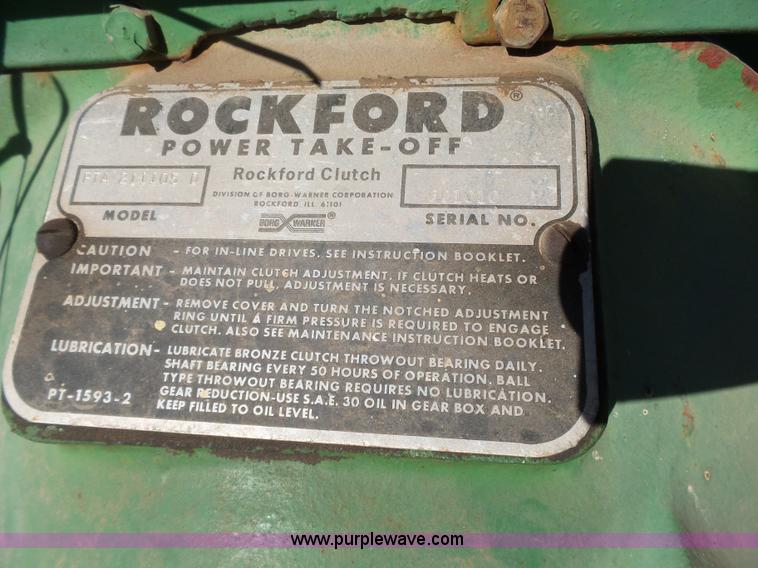 ROCKFORD®
POWER TAKE-OFF
Rockford Clutch
DIVISION OF BORG-WARNER CORPORATION
ROCKFORD, ILL. 61101
MODEL
BORG WARNER®
SERIAL NO.
CAUTION - FOR IN-LINE DRIVES. SEE INSTRUCTION BOOKLET.
IMPORTANT - MAINTAIN CLUTCH ADJUSTMENT. IF CLUTCH HEATS OR
DOES NOT PULL, ADJUSTMENT IS NECESSARY.
ADJUSTMENT - REMOVE COVER AND TURN THE NOTCHED ADJUSTMENT
RING UNTIL A FIRM PRESSURE IS REQUIRED TO ENGAGE
CLUTCH. ALSO SEE MAINTENANCE INSTRUCTION BOOKLET.
LUBRICATION - LUBRICATE BRONZE CLUTCH THROWOUT BEARING DAILY.
SHAFT BEARING EVERY 50 HOURS OF OPERATION. BALL
TYPE THROWOUT BEARING REQUIRES NO LUBRICATION.
GEAR REDUCTION-USE S.A.E. 30 OIL IN GEAR BOX AND
KEEP FILLED TO OIL LEVEL.
PT-1593-2
www.purplewave.com